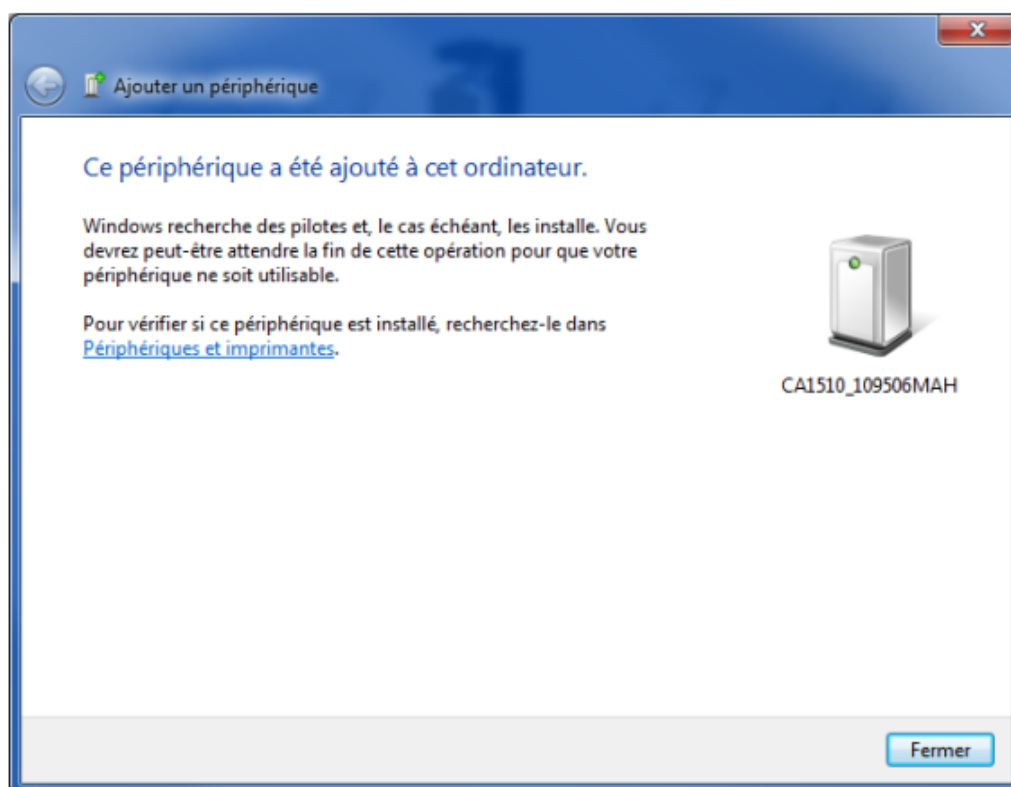 Ajouter un périphérique
Ce périphérique a été ajouté à cet ordinateur.
Windows recherche des pilotes et, le cas échéant, les installe. Vous
devrez peut-être attendre la fin de cette opération pour que votre
périphérique ne soit utilisable.
Pour vérifier si ce périphérique est installé, recherchez-le dans
Périphériques et imprimantes.
CA1510_109506MAH
Fermer